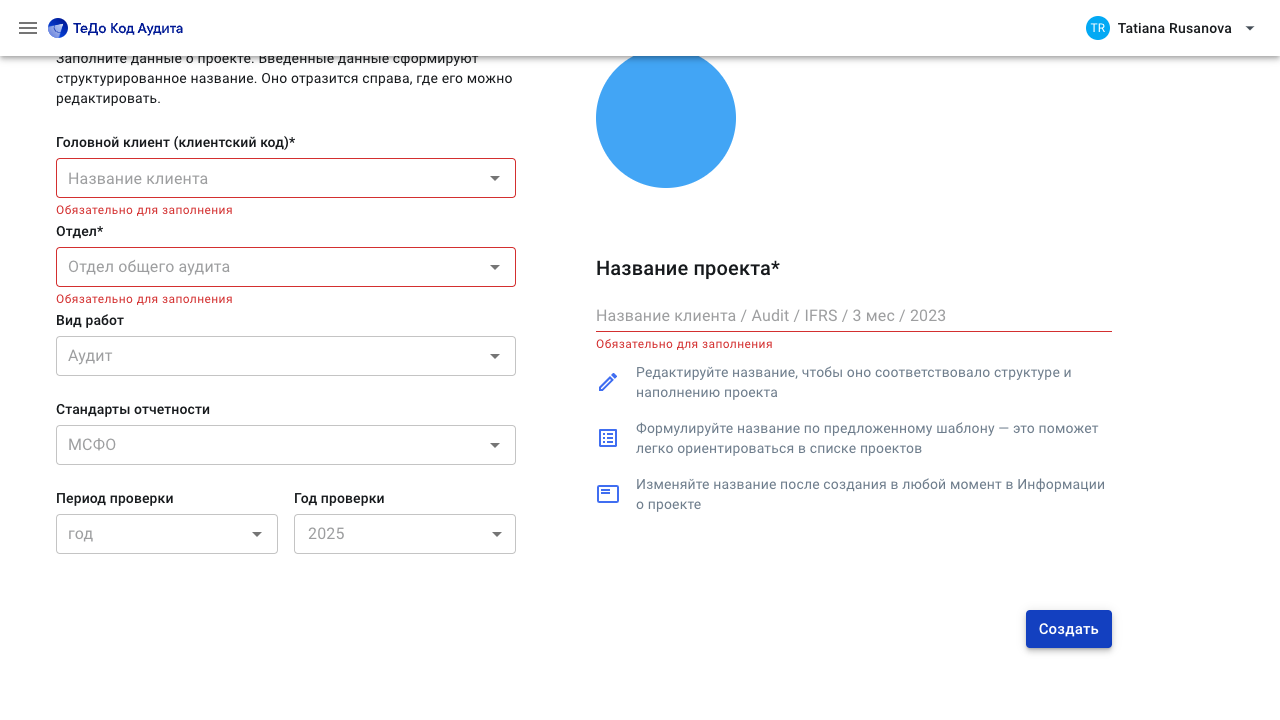 ТеДо Код Аудита
TR Tatiana Rusanova
Заполните данные о проекте. Введенные данные сформируют
структурированное название. Оно отразится справа, где его можно
редактировать.
Головной клиент (клиентский код)*
Название клиента
Обязательно для заполнения
Отдел*
Отдел общего аудита
Обязательно для заполнения
Вид работ
Аудит
Стандарты отчетности
МСФО
Период проверки
год
Год проверки
2025
Название проекта*
Название клиента / Audit / IFRS / 3 мес / 2023
Обязательно для заполнения
Редактируйте название, чтобы оно соответствовало структуре и
наполнению проекта
Формулируйте название по предложенному шаблону — это поможет
легко ориентироваться в списке проектов
Изменяйте название после создания в любой момент в Информации
о проекте
Создать